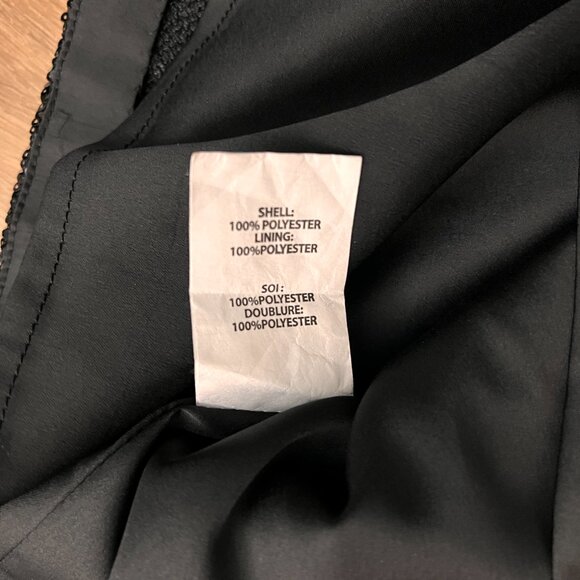 SHELL:
100% POLYESTER
LINING:
100%POLYESTER
SOI:
100%POLYESTER
DOUBLURE:
100%POLYESTER